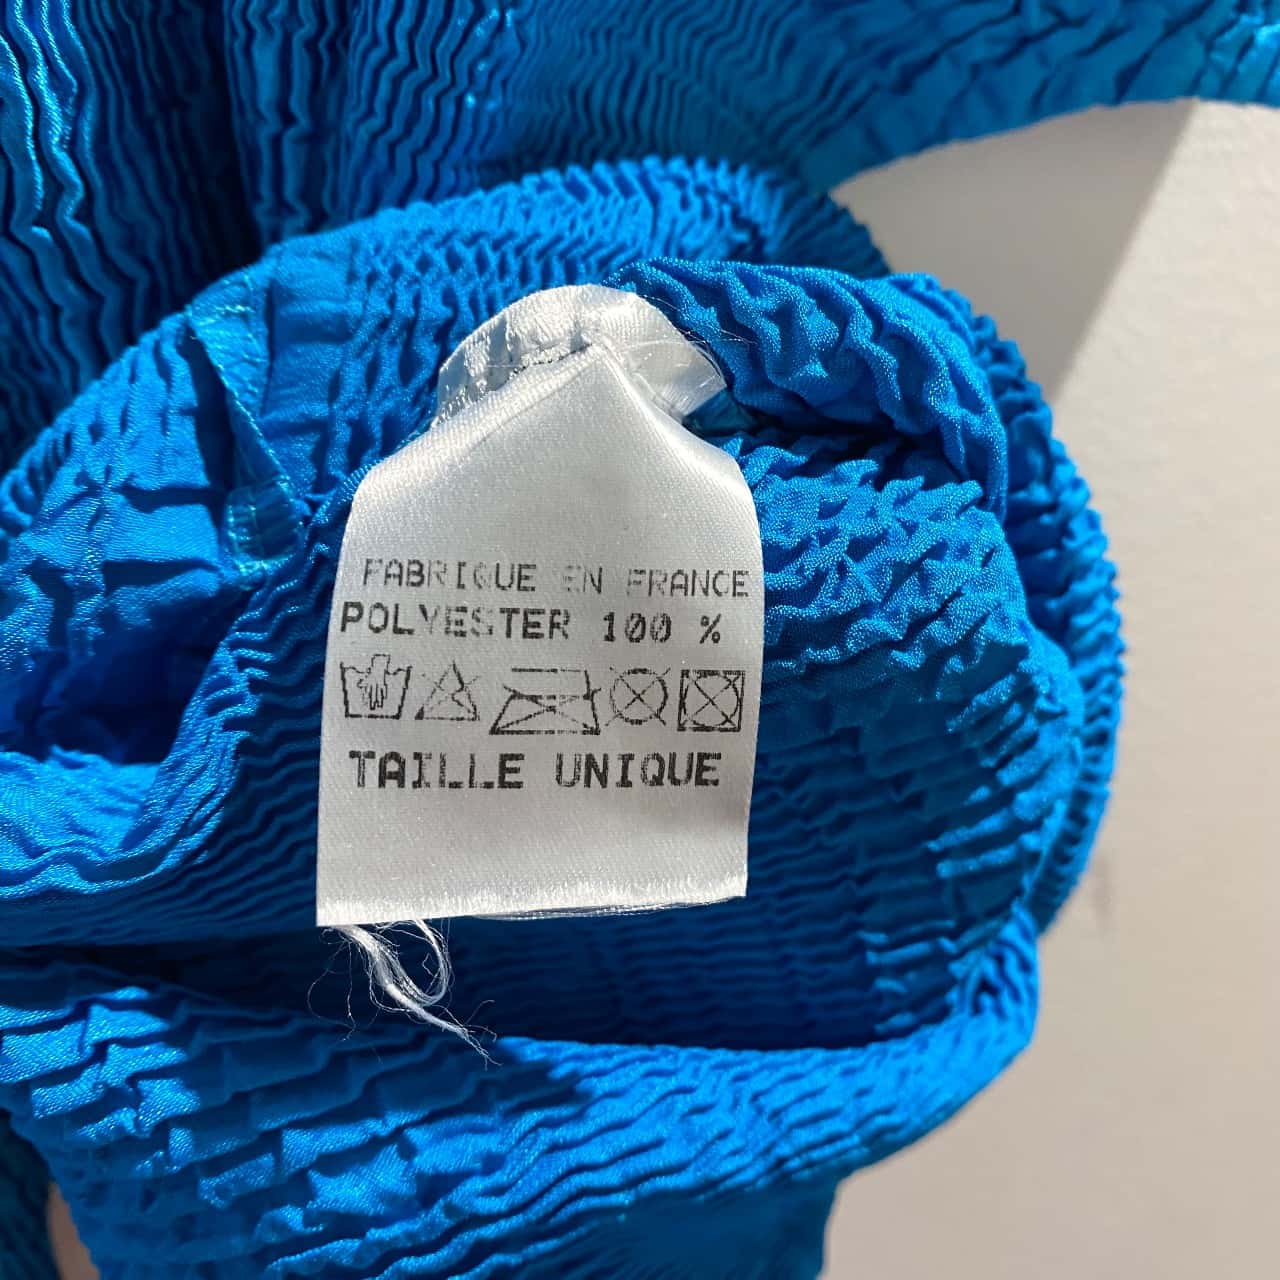 FABRIQUE EN FRANCE
POLYESTER 100 %
TAILLE UNIQUE